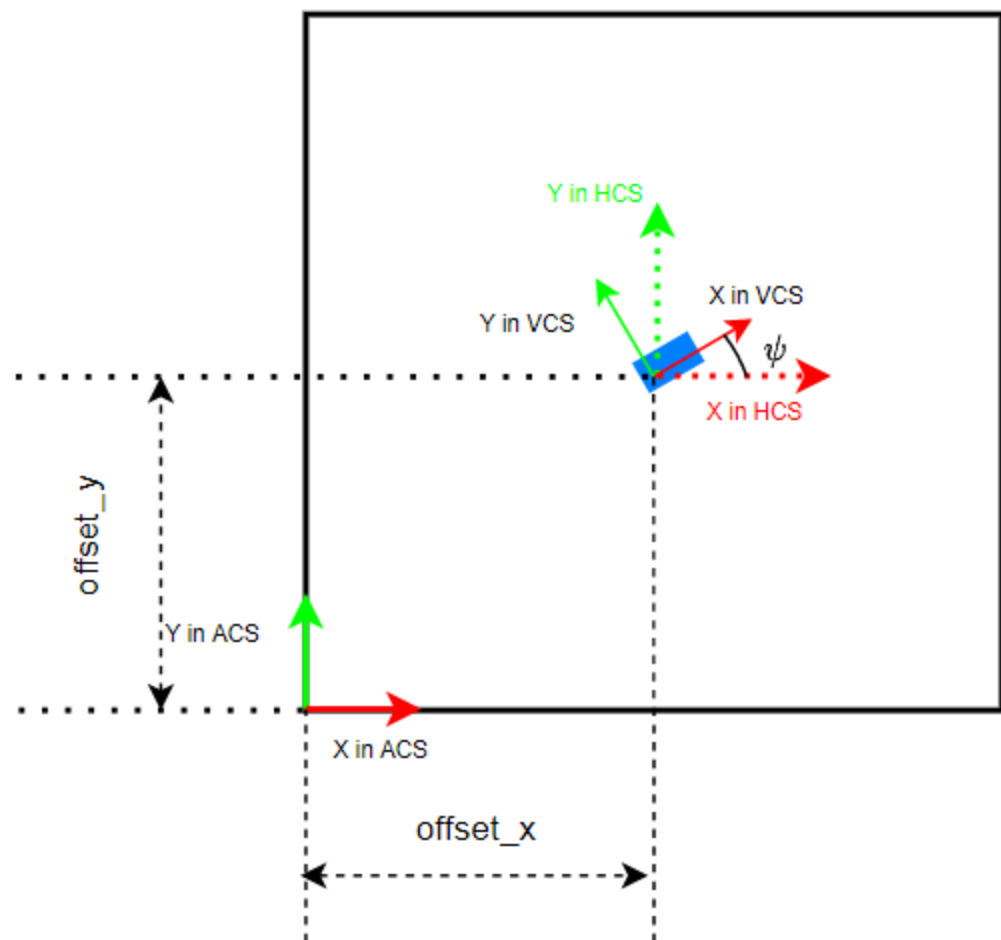 Y in HCS
X in VCS
Y in VCS
ψ
X in HCS
offset_y
Y in ACS
X in ACS
offset_x